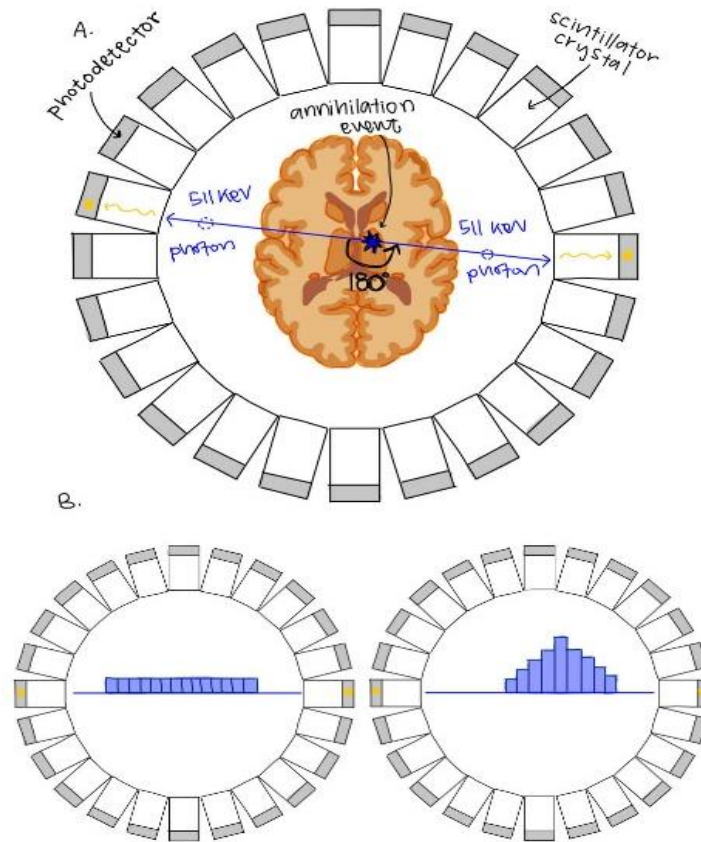 A.
photodetector
scintillator
crystal
annihilation
event
511 KeV
photon
511 KeV
photon
180°
B.